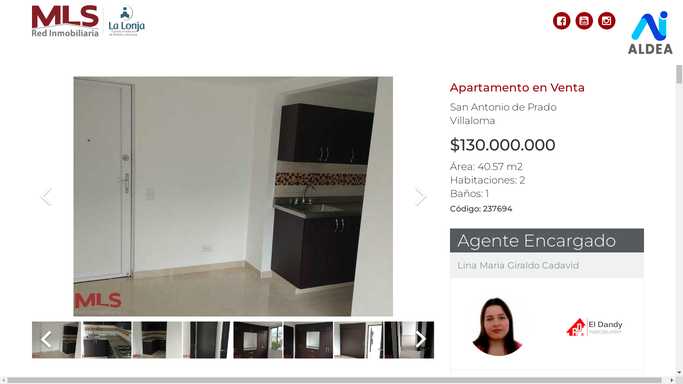 MLS
Red Inmobiliaria
La Lonja
ALDEA
Apartamento en Venta
San Antonio de Prado
Villaloma
$130.000.000
Área: 40.57 m2
Habitaciones: 2
Baños: 1
Código: 237694
MLS
Agente Encargado
Lina Maria Giraldo Cadavid
El Dandy